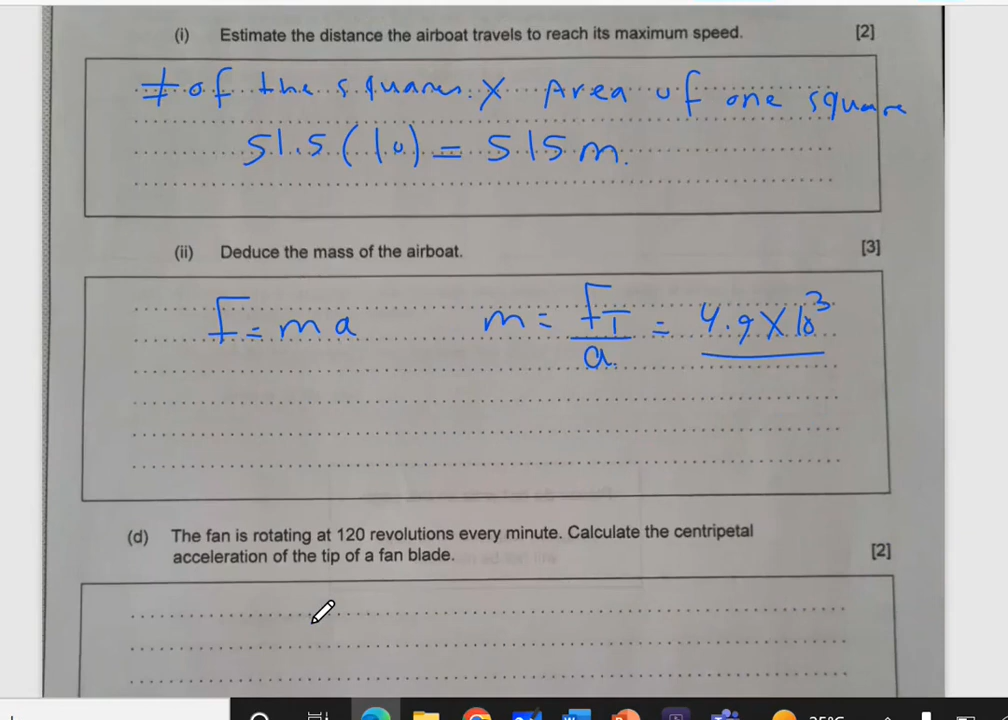 (i) Estimate the distance the airboat travels to reach its maximum speed. [2]
# of the squares X Area of one square
51.5 (10) = 515 m.
(ii) Deduce the mass of the airboat. [3]
F = m a m = F_T / a = 4.9 X 10^3
(d) The fan is rotating at 120 revolutions every minute. Calculate the centripetal
acceleration of the tip of a fan blade. [2]